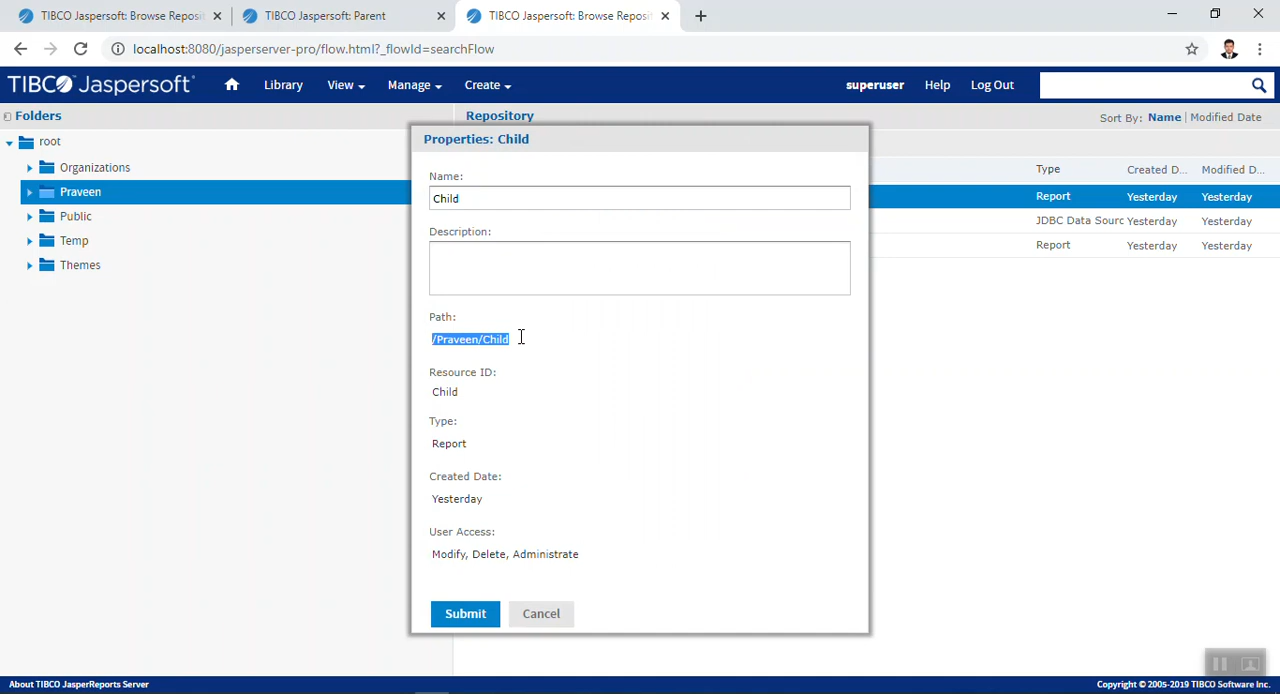 TIBCO Jaspersoft: Browse Reposit
TIBCO Jaspersoft: Parent
TIBCO Jaspersoft: Browse Reposit
localhost:8080/jasperserver-pro/flow.html?_flowId=searchFlow
TIBCO Jaspersoft®
Library
View
Manage
Create
superuser
Help
Log Out
Folders
Repository
Sort By: Name | Modified Date
root
Organizations
Praveen
Public
Temp
Themes
Type Created D... Modified D...
Report Yesterday Yesterday
JDBC Data Sourc Yesterday Yesterday
Report Yesterday Yesterday
Properties: Child
Name:
Child
Description:
Path:
/Praveen/Child
Resource ID:
Child
Type:
Report
Created Date:
Yesterday
User Access:
Modify, Delete, Administrate
Submit
Cancel
About TIBCO JasperReports Server
Copyright © 2005-2019 TIBCO Software Inc.